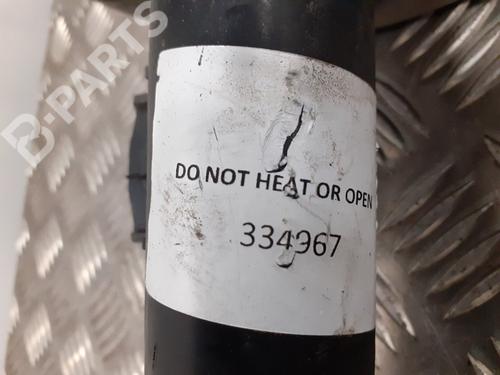 B-PARTS
DO NOT HEAT OR OPEN
334967